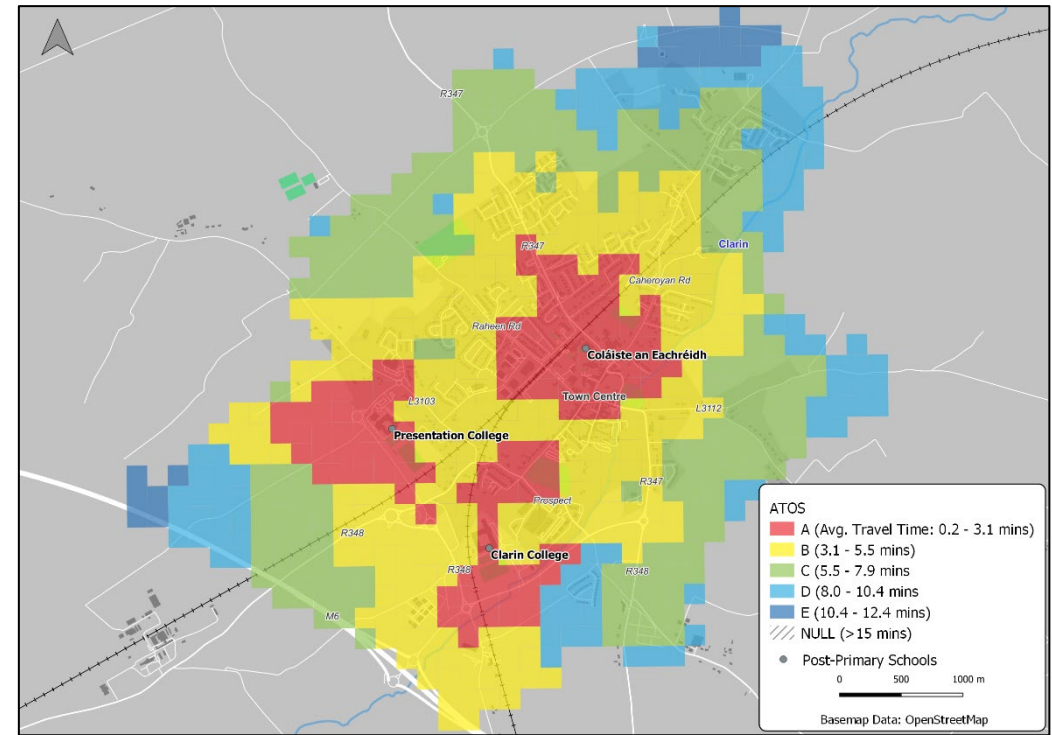 R347
Clarin
R347
Caheroyan Rd
Raheen Rd
Coláiste an Eachréidh
Town Centre
L3103
L3112
Presentation College
R347
Prospect
R348
Clarin College
R348
R348
M6
ATOS
A (Avg. Travel Time: 0.2 - 3.1 mins)
B (3.1 - 5.5 mins)
C (5.5 - 7.9 mins
D (8.0 - 10.4 mins
E (10.4 - 12.4 mins)
NULL (>15 mins)
Post-Primary Schools
0 500 1000 m
Basemap Data: OpenStreetMap